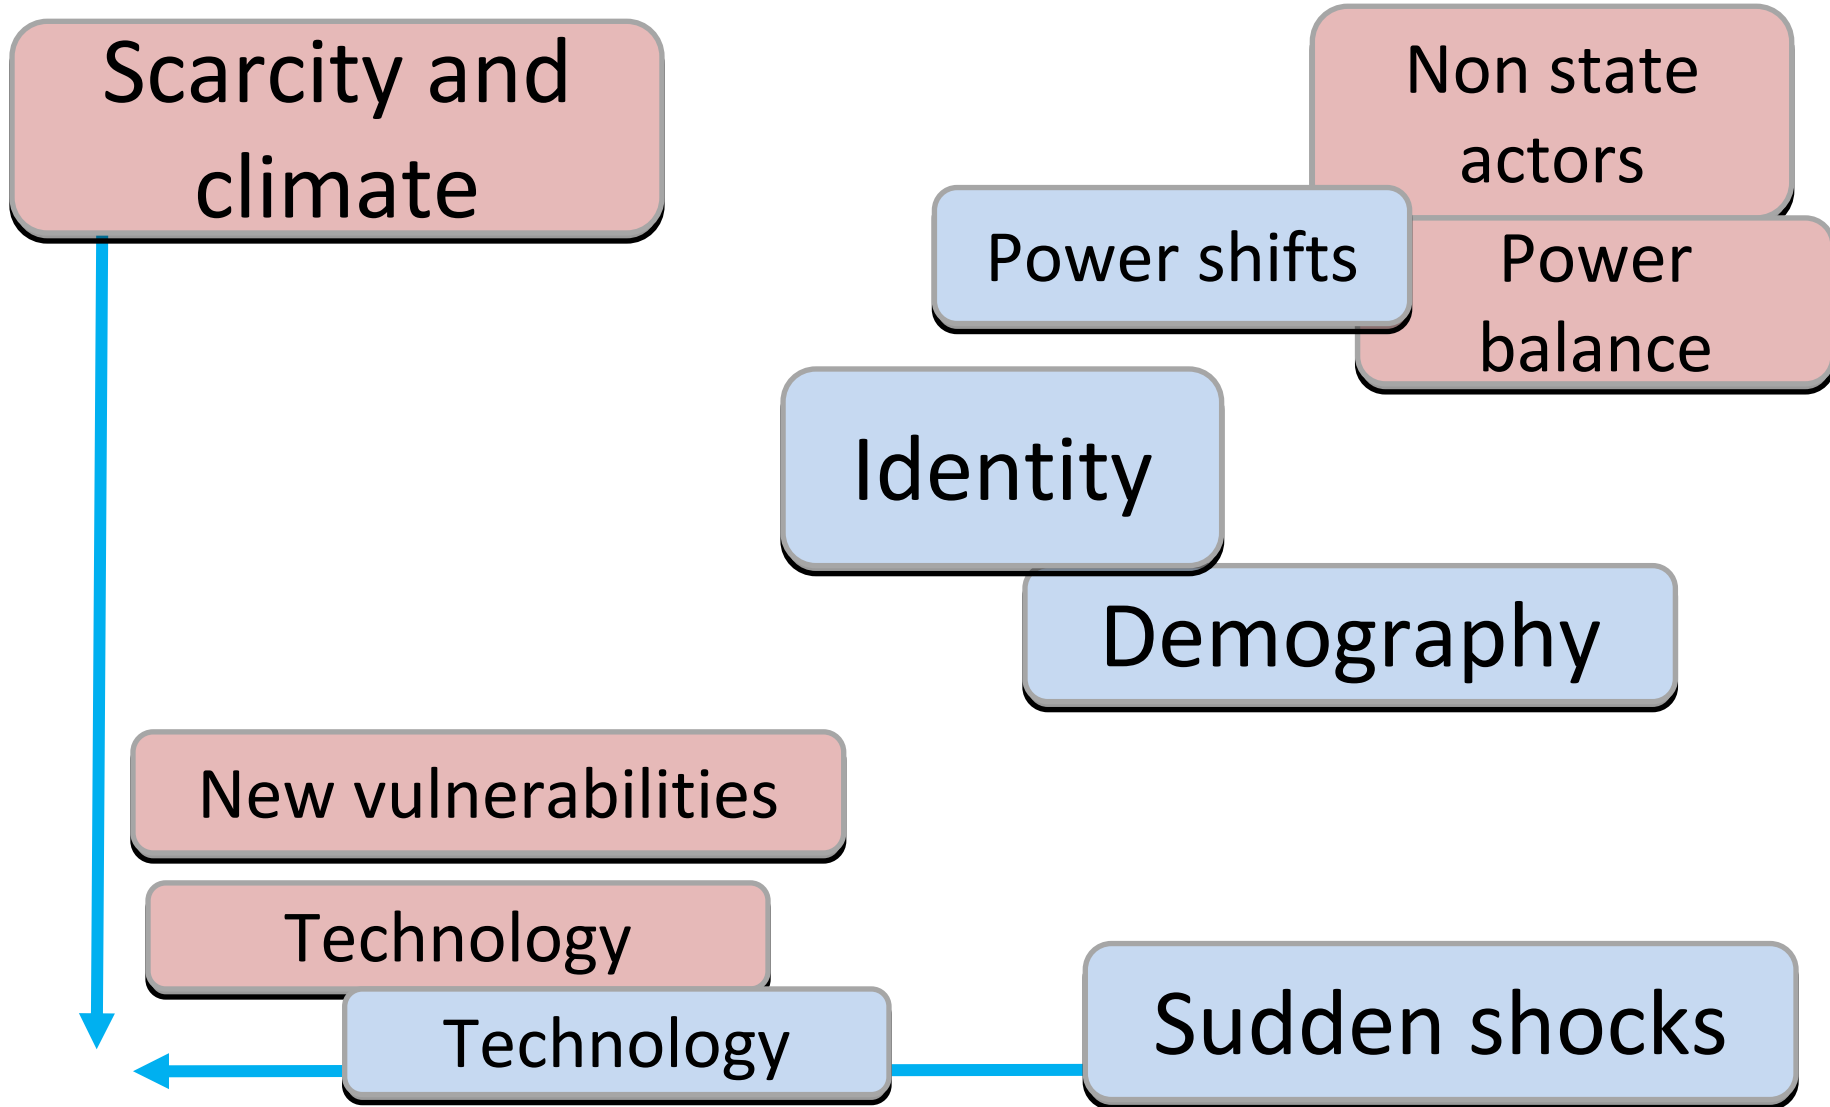 Scarcity and
climate
Non state
actors
Power shifts
Power
balance
Identity
Demography
New vulnerabilities
Technology
Technology
Sudden shocks